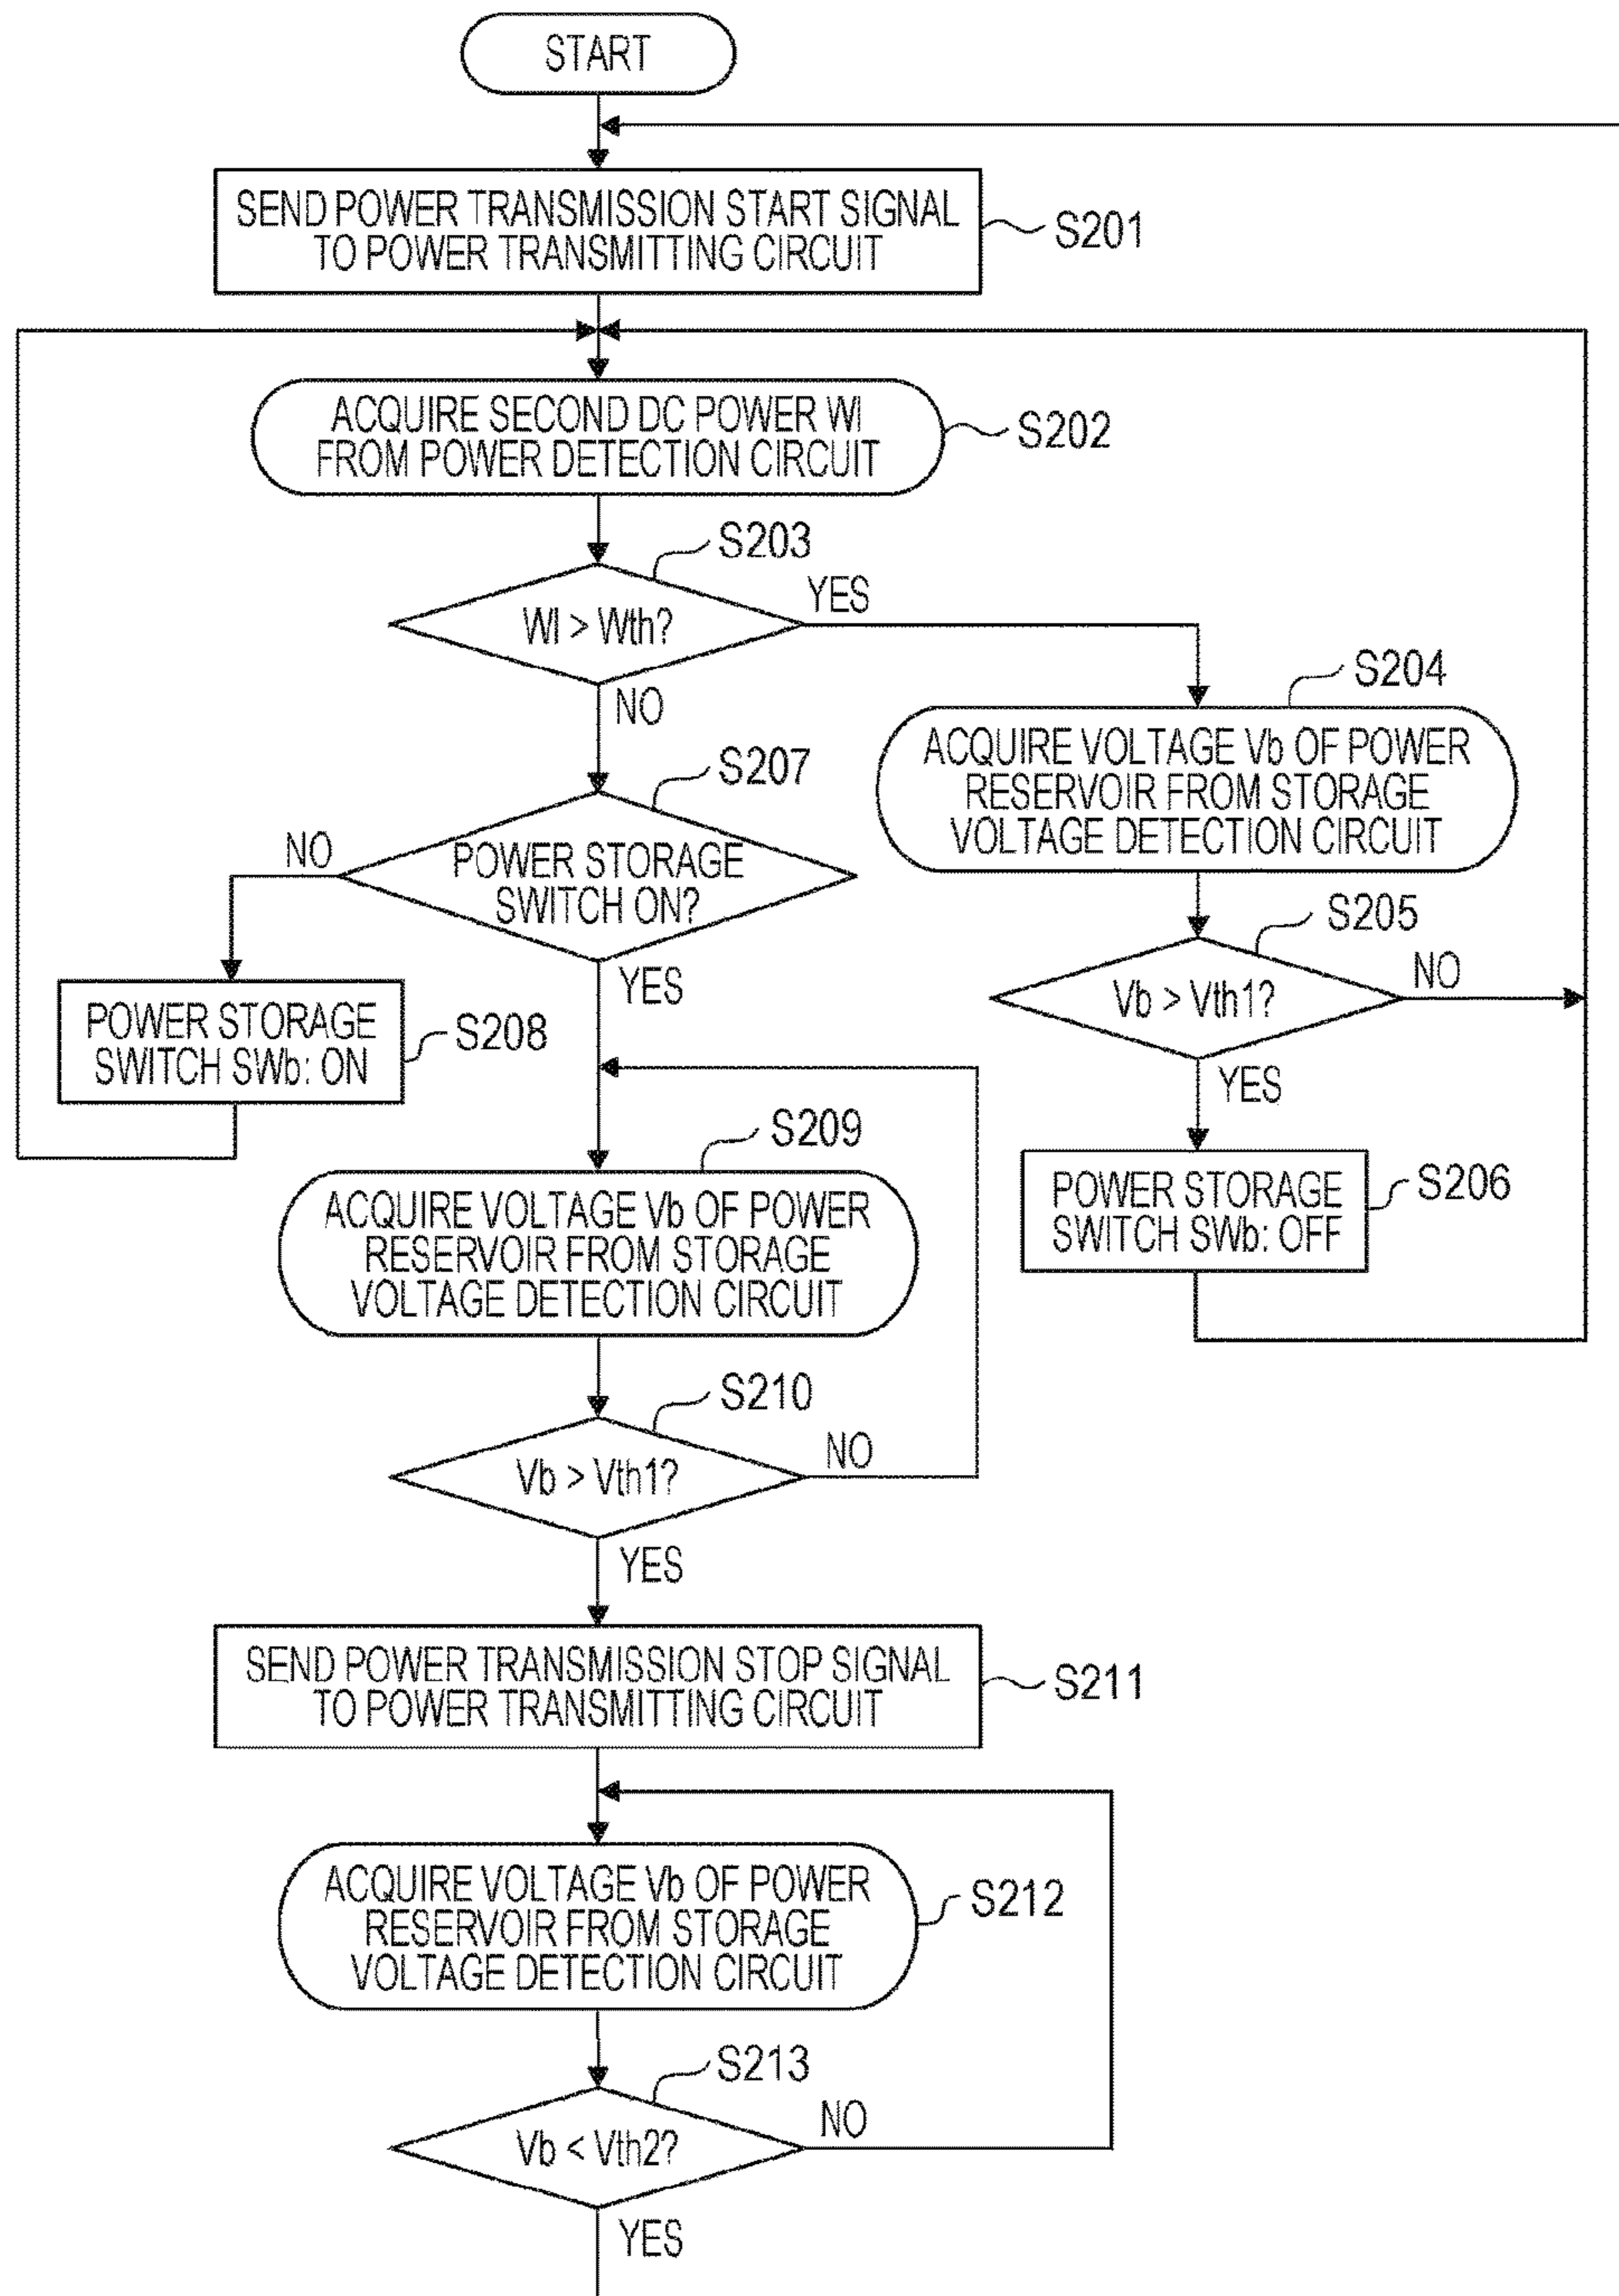 START
SEND POWER TRANSMISSION START SIGNAL
TO POWER TRANSMITTING CIRCUIT
S201
ACQUIRE SECOND DC POWER WI
FROM POWER DETECTION CIRCUIT
S202
S203
WI > Wth?
YES
NO
S204
ACQUIRE VOLTAGE Vb OF POWER
RESERVOIR FROM STORAGE
VOLTAGE DETECTION CIRCUIT
S205
Vb > Vth1?
NO
YES
POWER STORAGE
SWITCH SWb: OFF
S206
S207
POWER STORAGE
SWITCH ON?
NO
YES
POWER STORAGE
SWITCH SWb: ON
S208
S209
ACQUIRE VOLTAGE Vb OF POWER
RESERVOIR FROM STORAGE
VOLTAGE DETECTION CIRCUIT
S210
Vb > Vth1?
NO
YES
SEND POWER TRANSMISSION STOP SIGNAL
TO POWER TRANSMITTING CIRCUIT
S211
ACQUIRE VOLTAGE Vb OF POWER
RESERVOIR FROM STORAGE
VOLTAGE DETECTION CIRCUIT
S212
S213
Vb < Vth2?
NO
YES